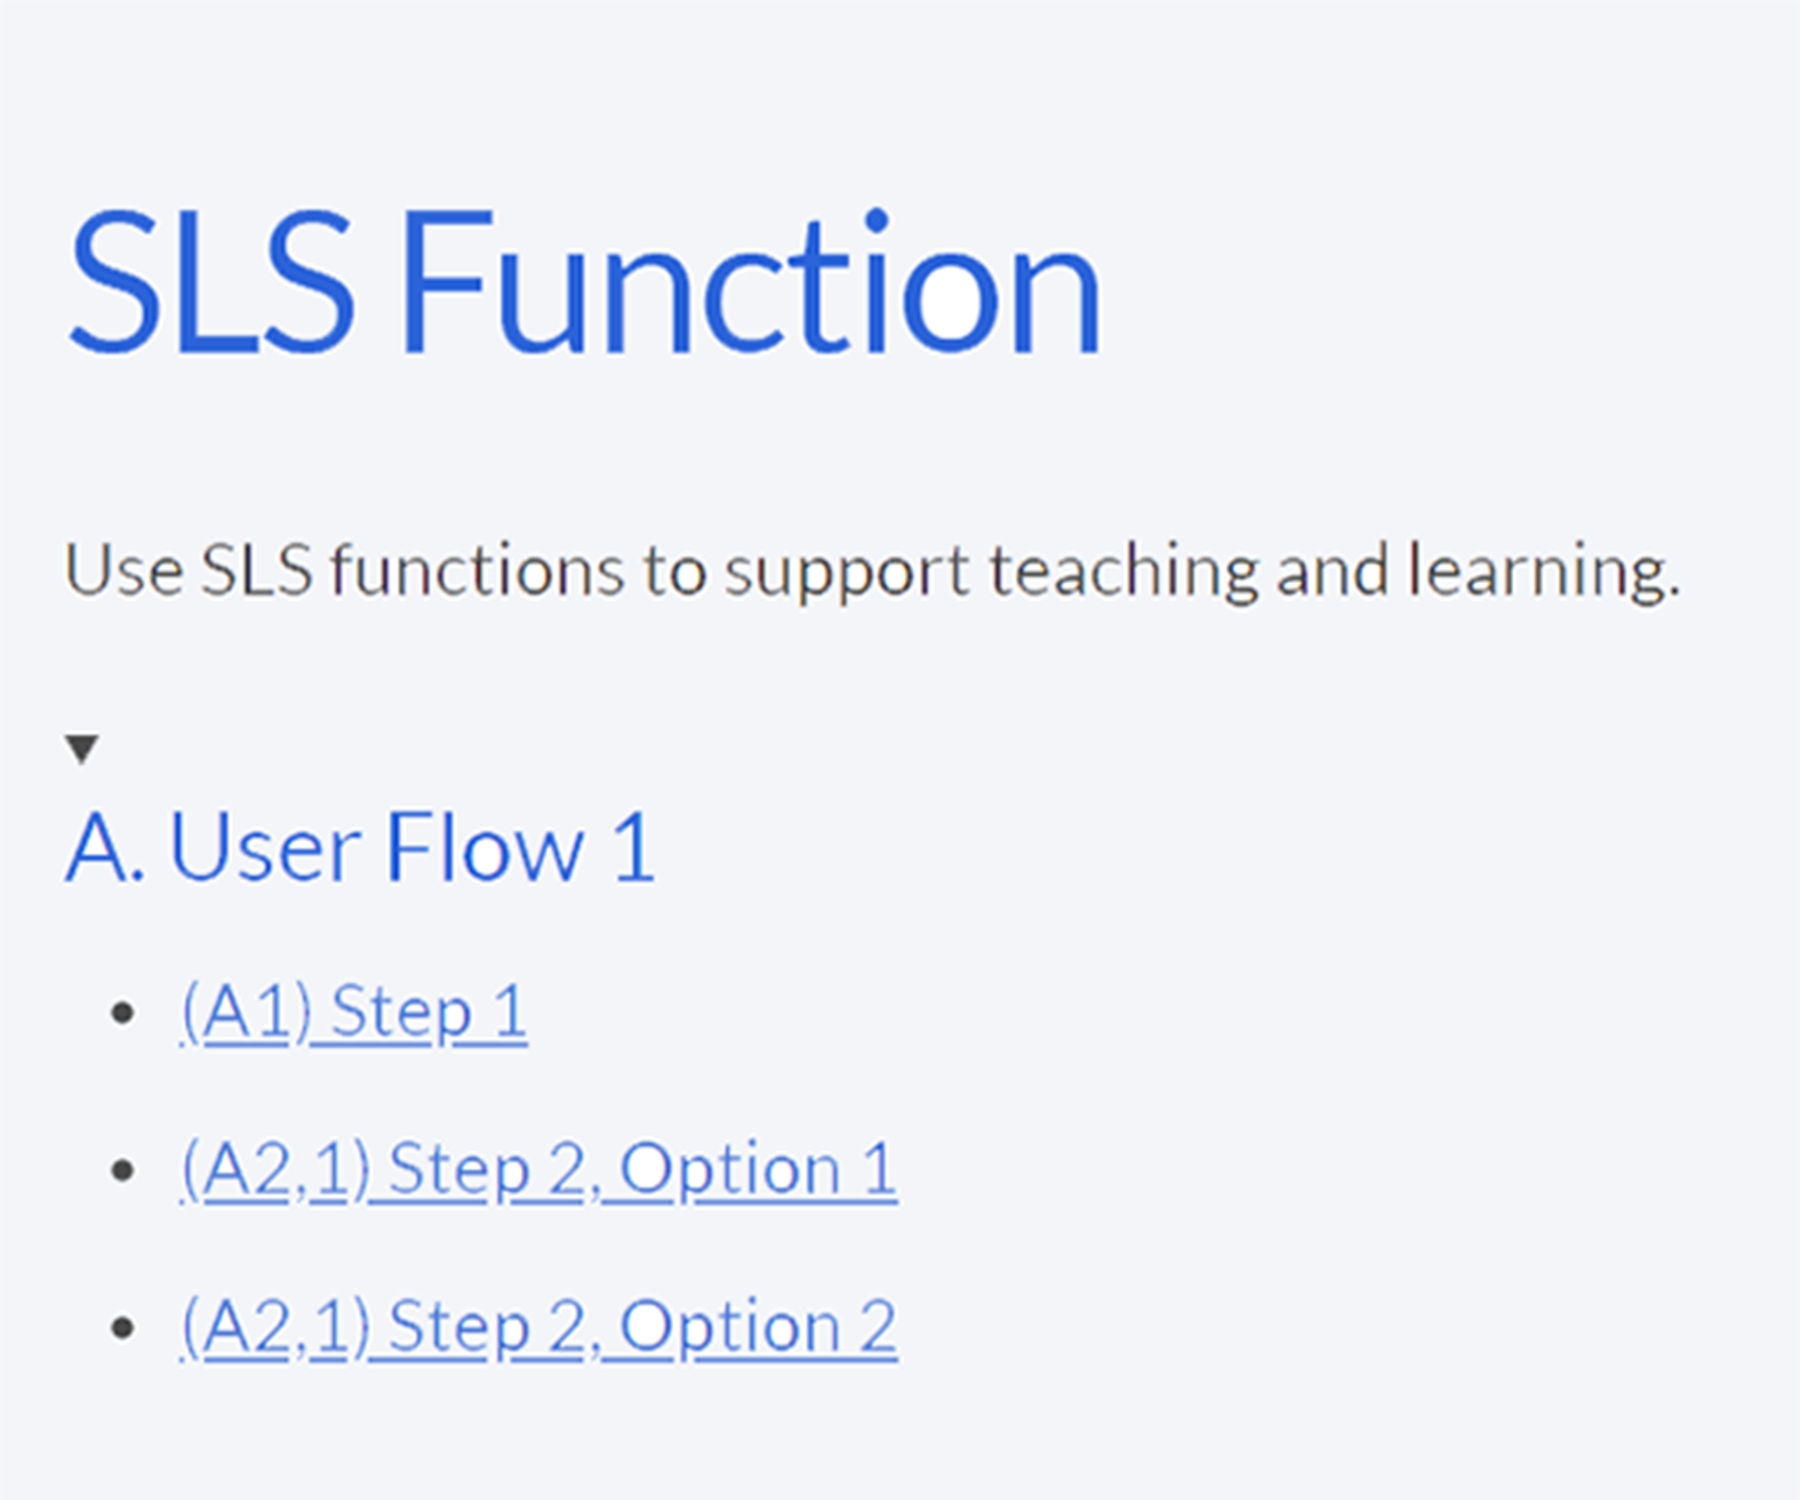 SLS Function
Use SLS functions to support teaching and learning.
A. User Flow 1
(A1) Step 1
(A2,1) Step 2, Option 1
(A2,1) Step 2, Option 2